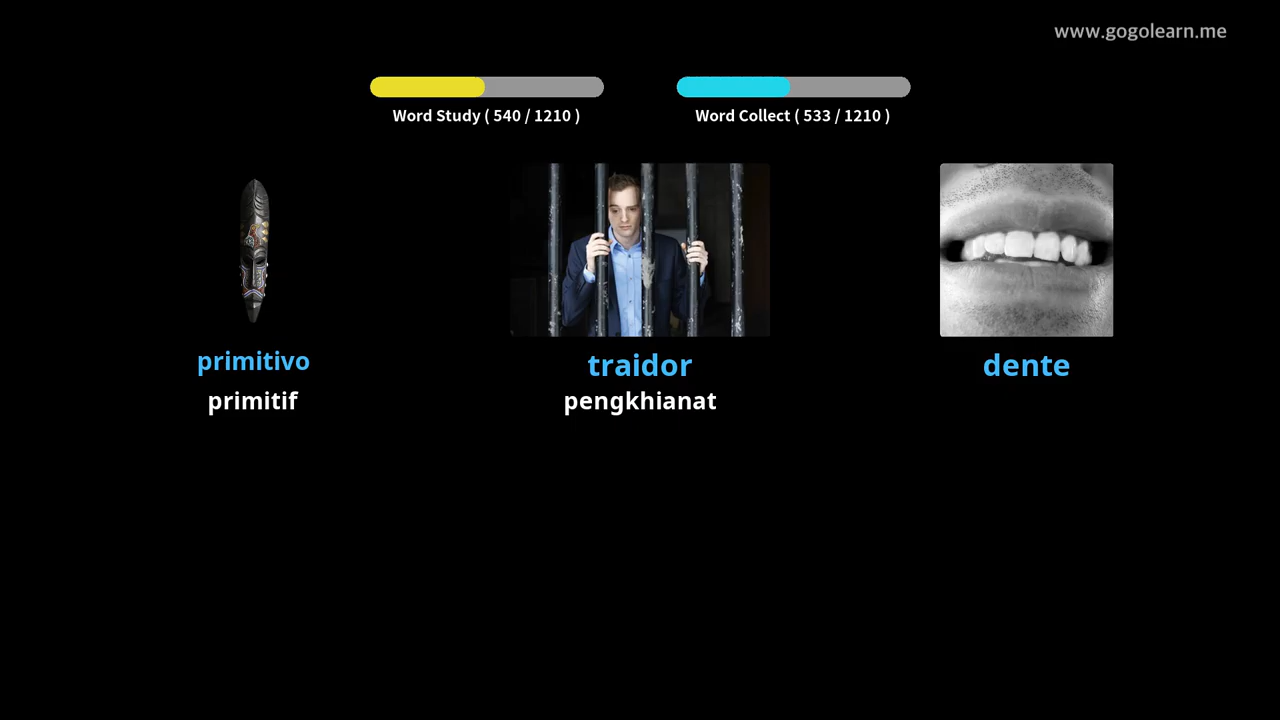 www.gogolearn.me
Word Study ( 540 / 1210 )
Word Collect ( 533 / 1210 )
primitivo
primitif
traidor
pengkhianat
dente